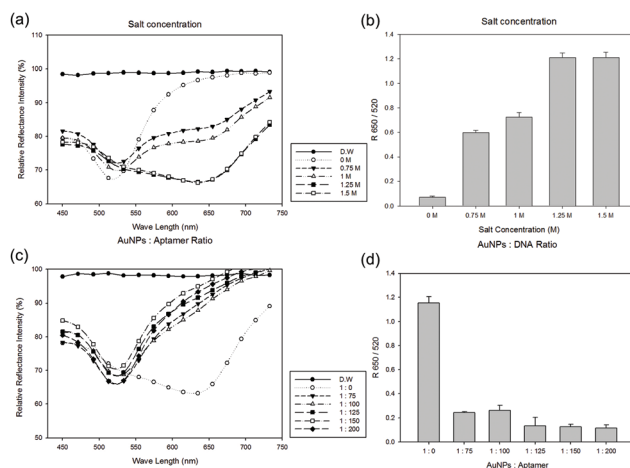 (a)
Salt concentration
Relative Reflectance Intensity (%)
110
100
90
80
70
60
450 500 550 600 650 700 750
Wave Length (nm)
D.W
0 M
0.75 M
1 M
1.25 M
1.5 M
(b)
Salt concentration
R 650 / 520
1.4
1.2
1.0
0.8
0.6
0.4
0.2
0.0
0 M 0.75 M 1 M 1.25 M 1.5 M
Salt Concentration (M)
(c)
AuNPs : Aptamer Ratio
Relative Reflectance Intensity (%)
100
90
80
70
60
50
450 500 550 600 650 700 750
Wave Length (nm)
D.W
1 : 0
1 : 75
1 : 100
1 : 125
1 : 150
1 : 200
(d)
AuNPs : DNA Ratio
R 650 / 520
1.4
1.2
1.0
0.8
0.6
0.4
0.2
0.0
1 : 0 1 : 75 1 : 100 1 : 125 1 : 150 1 : 200
AuNPs : Aptamer